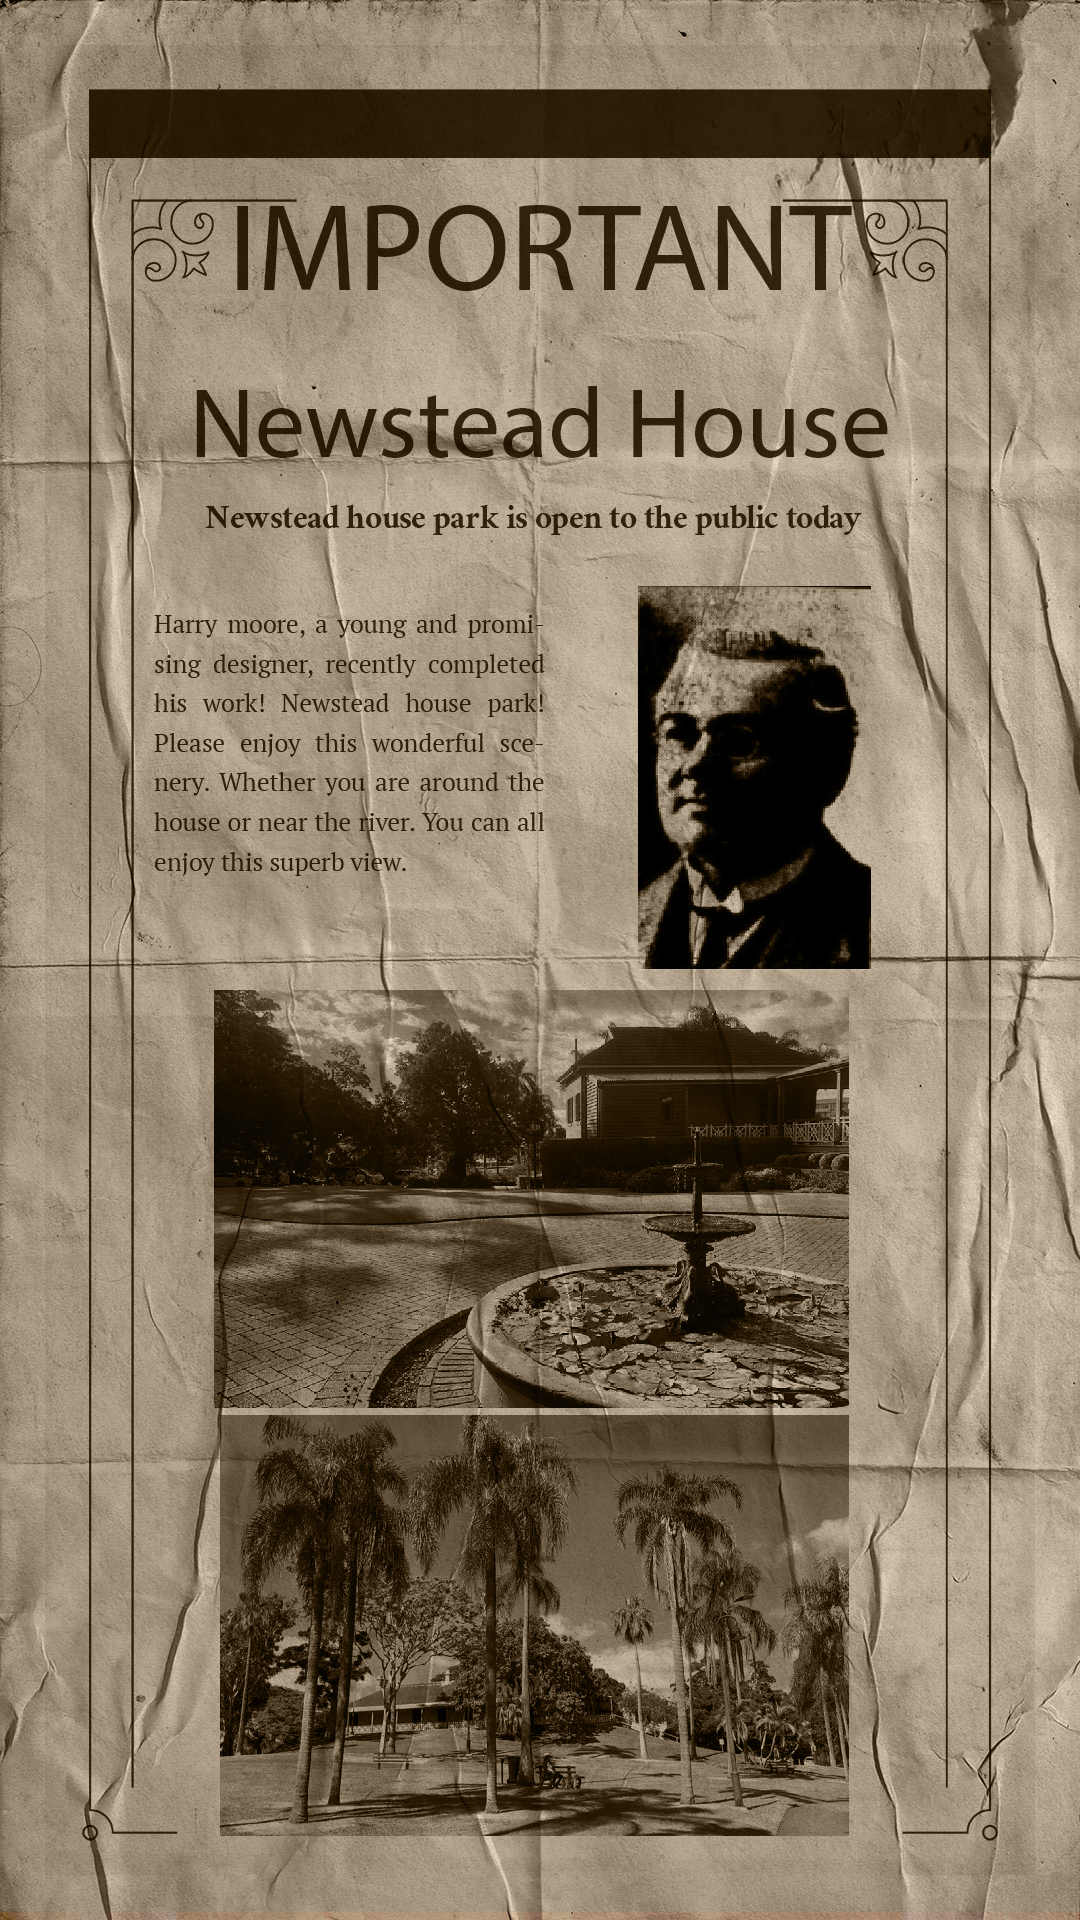 IMPORTANT
Newstead House
Newstead house park is open to the public today
Harry moore, a young and promi-
sing designer, recently completed
his work! Newstead house park!
Please enjoy this wonderful sce-
nery. Whether you are around the
house or near the river. You can all
enjoy this superb view.